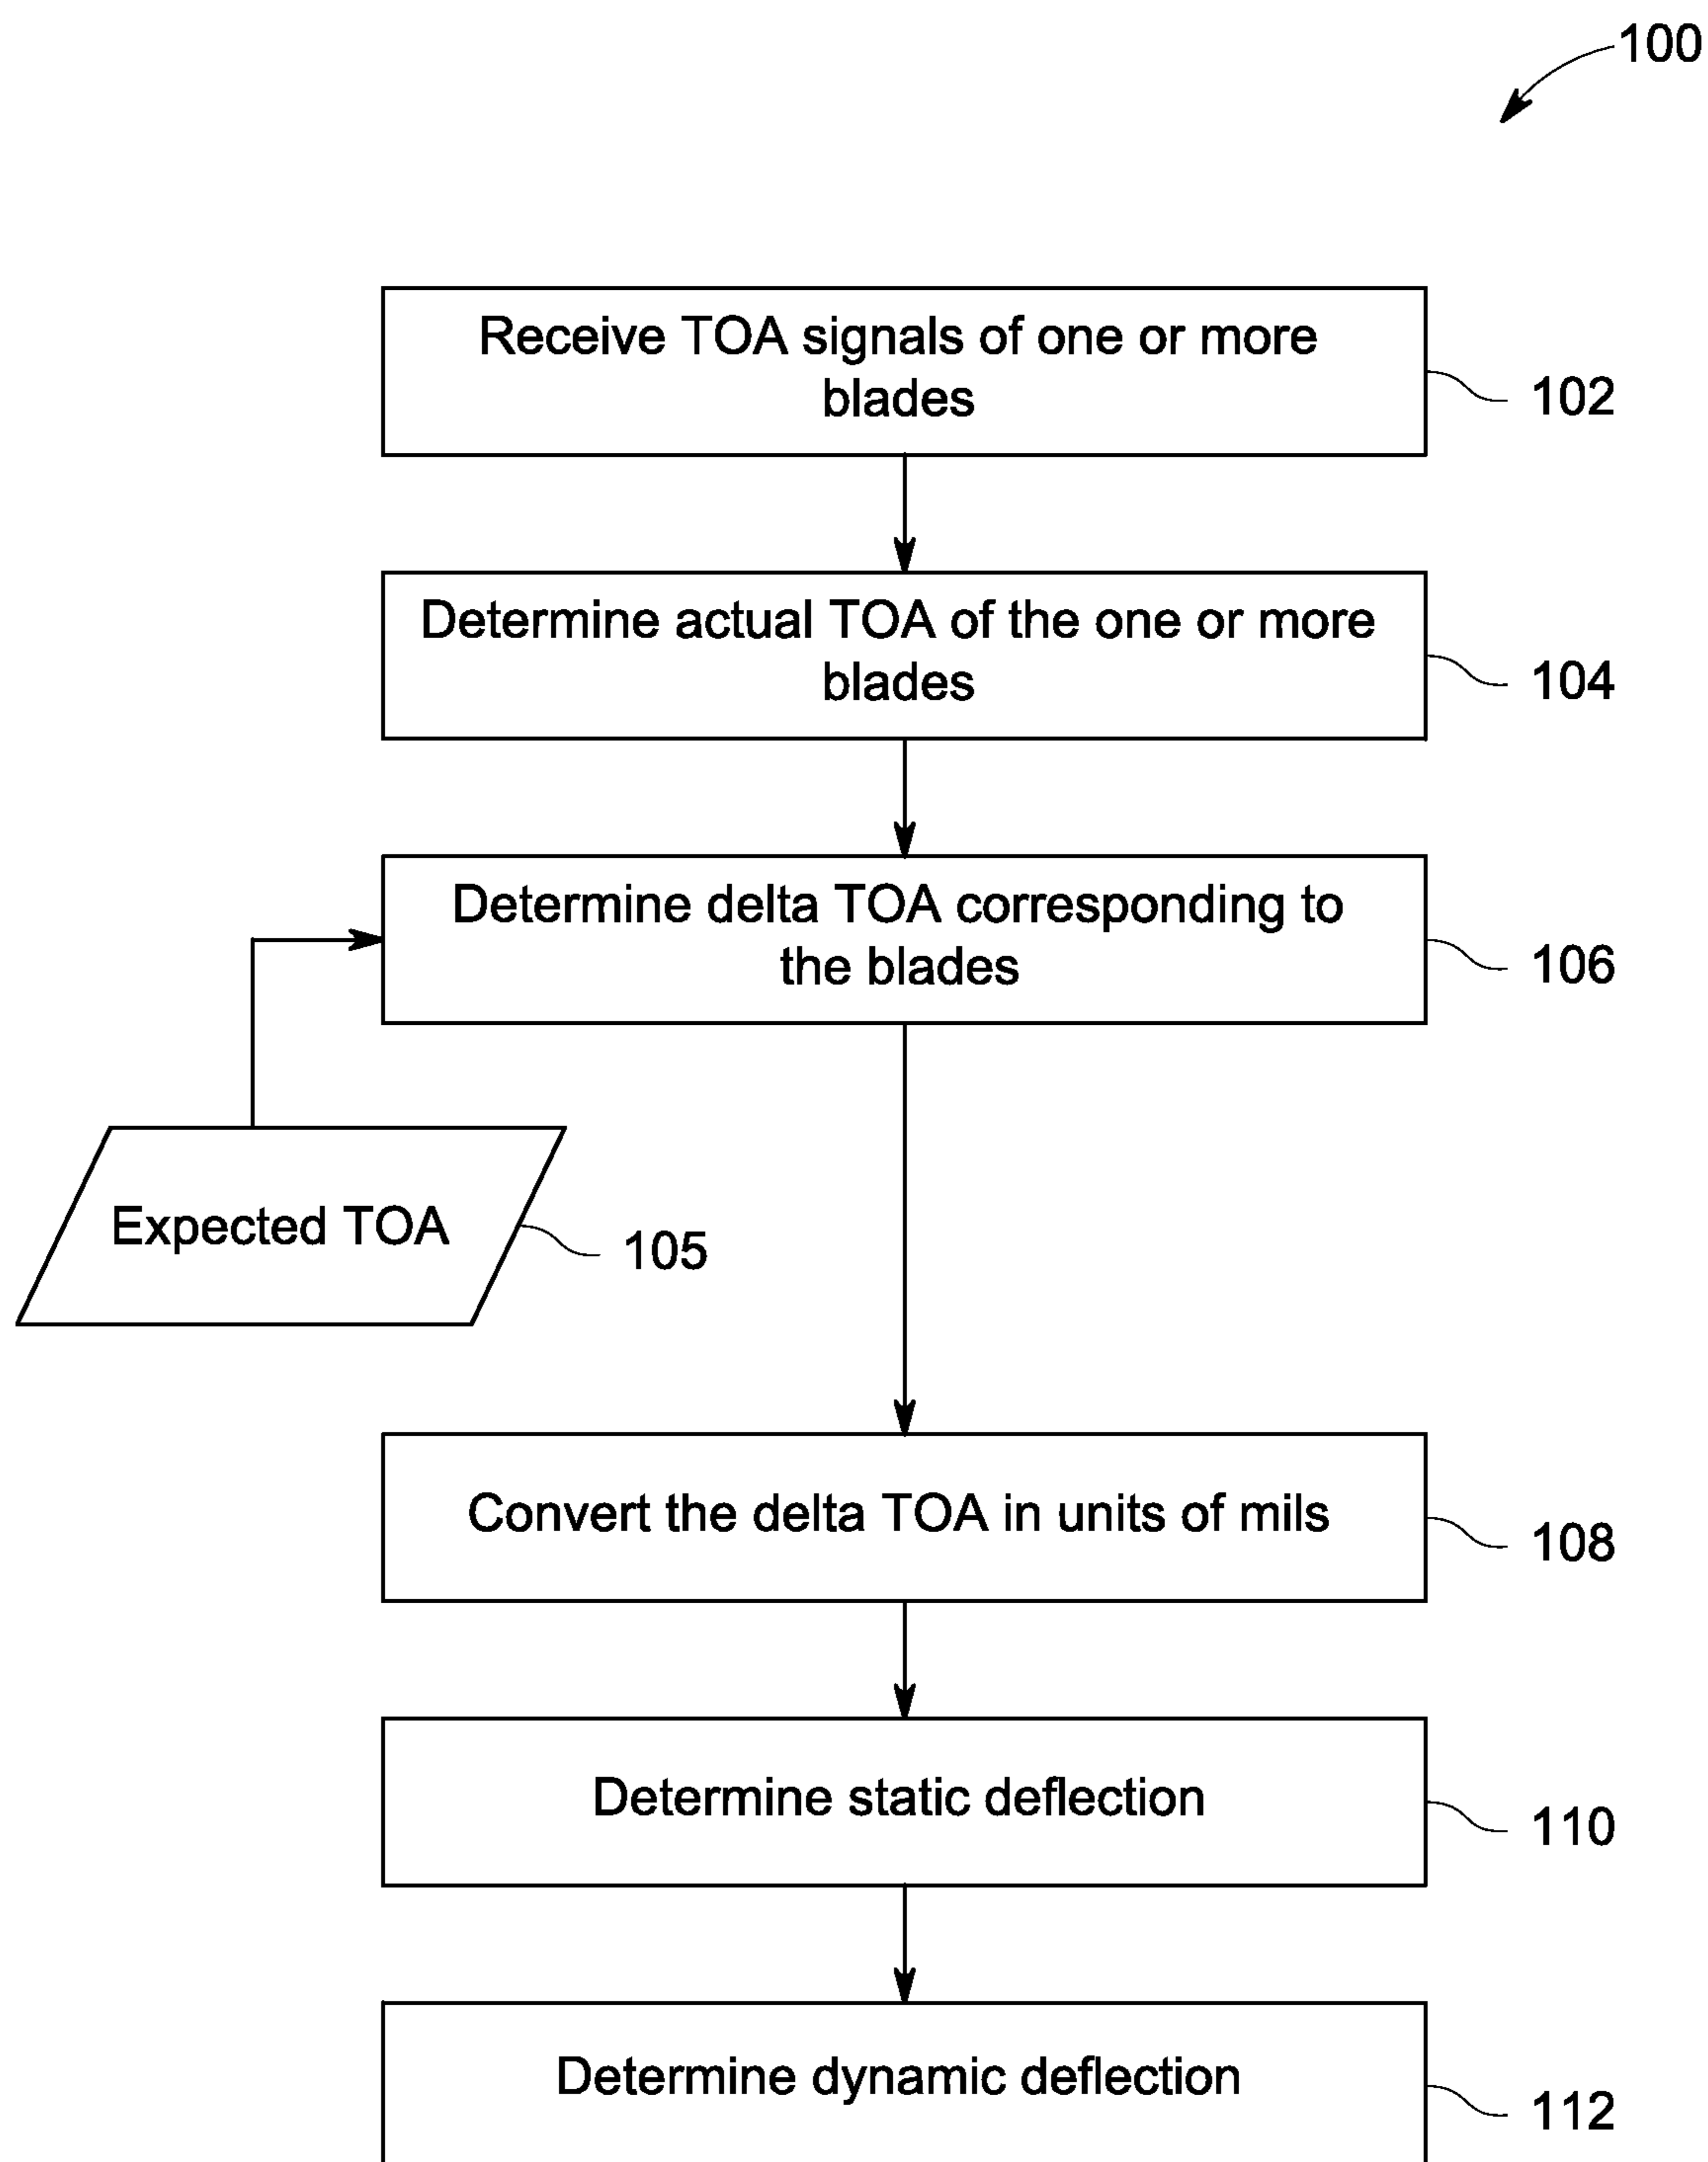 100
Receive TOA signals of one or more
blades
102
Determine actual TOA of the one or more
blades
104
Determine delta TOA corresponding to
the blades
106
Expected TOA
105
Convert the delta TOA in units of mils
108
Determine static deflection
110
Determine dynamic deflection
112